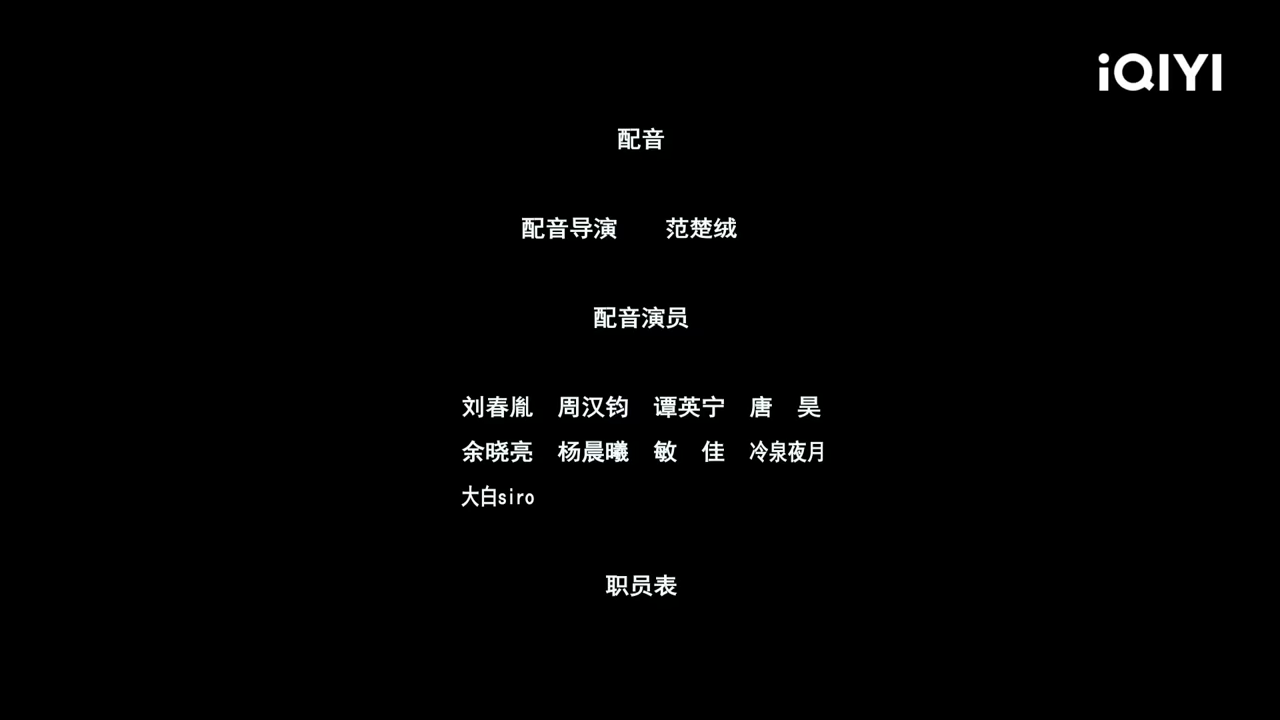 iQIYI
配音
配音导演 范楚绒
配音演员
刘春胤 周汉钧 谭英宁 唐 昊
余晓亮 杨晨曦 敏 佳 冷泉夜月
大白siro
职员表